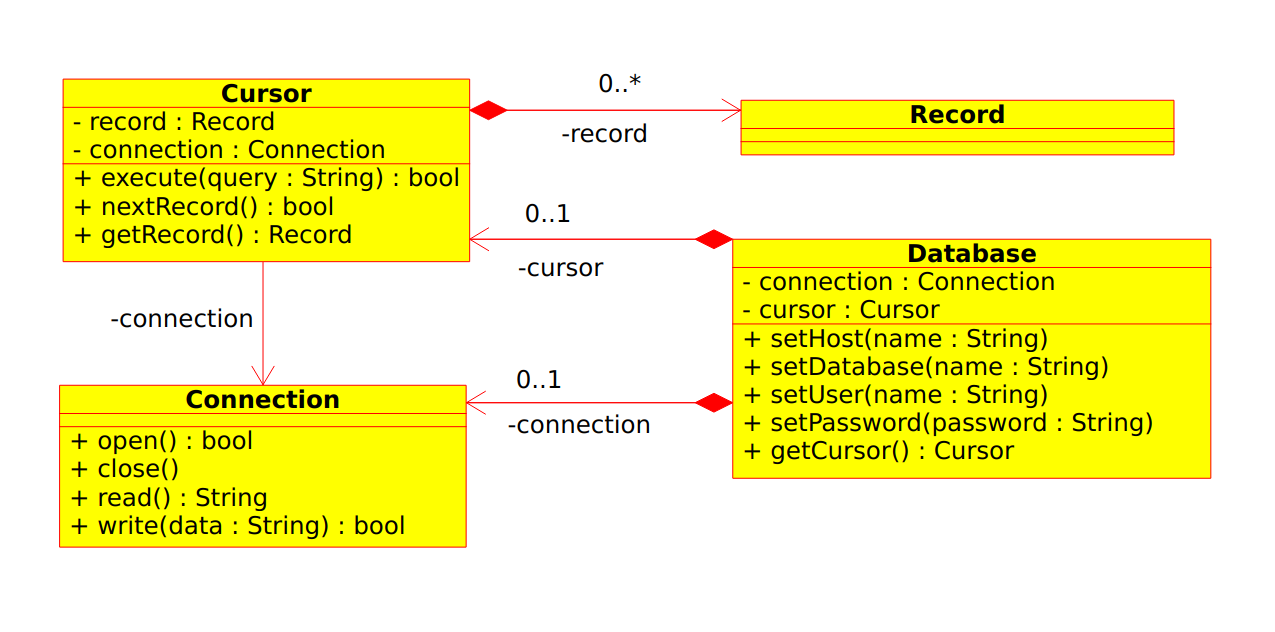 Cursor
- record : Record
- connection : Connection
+ execute(query : String) : bool
+ nextRecord() : bool
+ getRecord() : Record
0..*
-record
Record
0..1
-cursor
Database
- connection : Connection
- cursor : Cursor
+ setHost(name : String)
+ setDatabase(name : String)
+ setUser(name : String)
+ setPassword(password : String)
+ getCursor() : Cursor
-connection
0..1
-connection
Connection
+ open() : bool
+ close()
+ read() : String
+ write(data : String) : bool